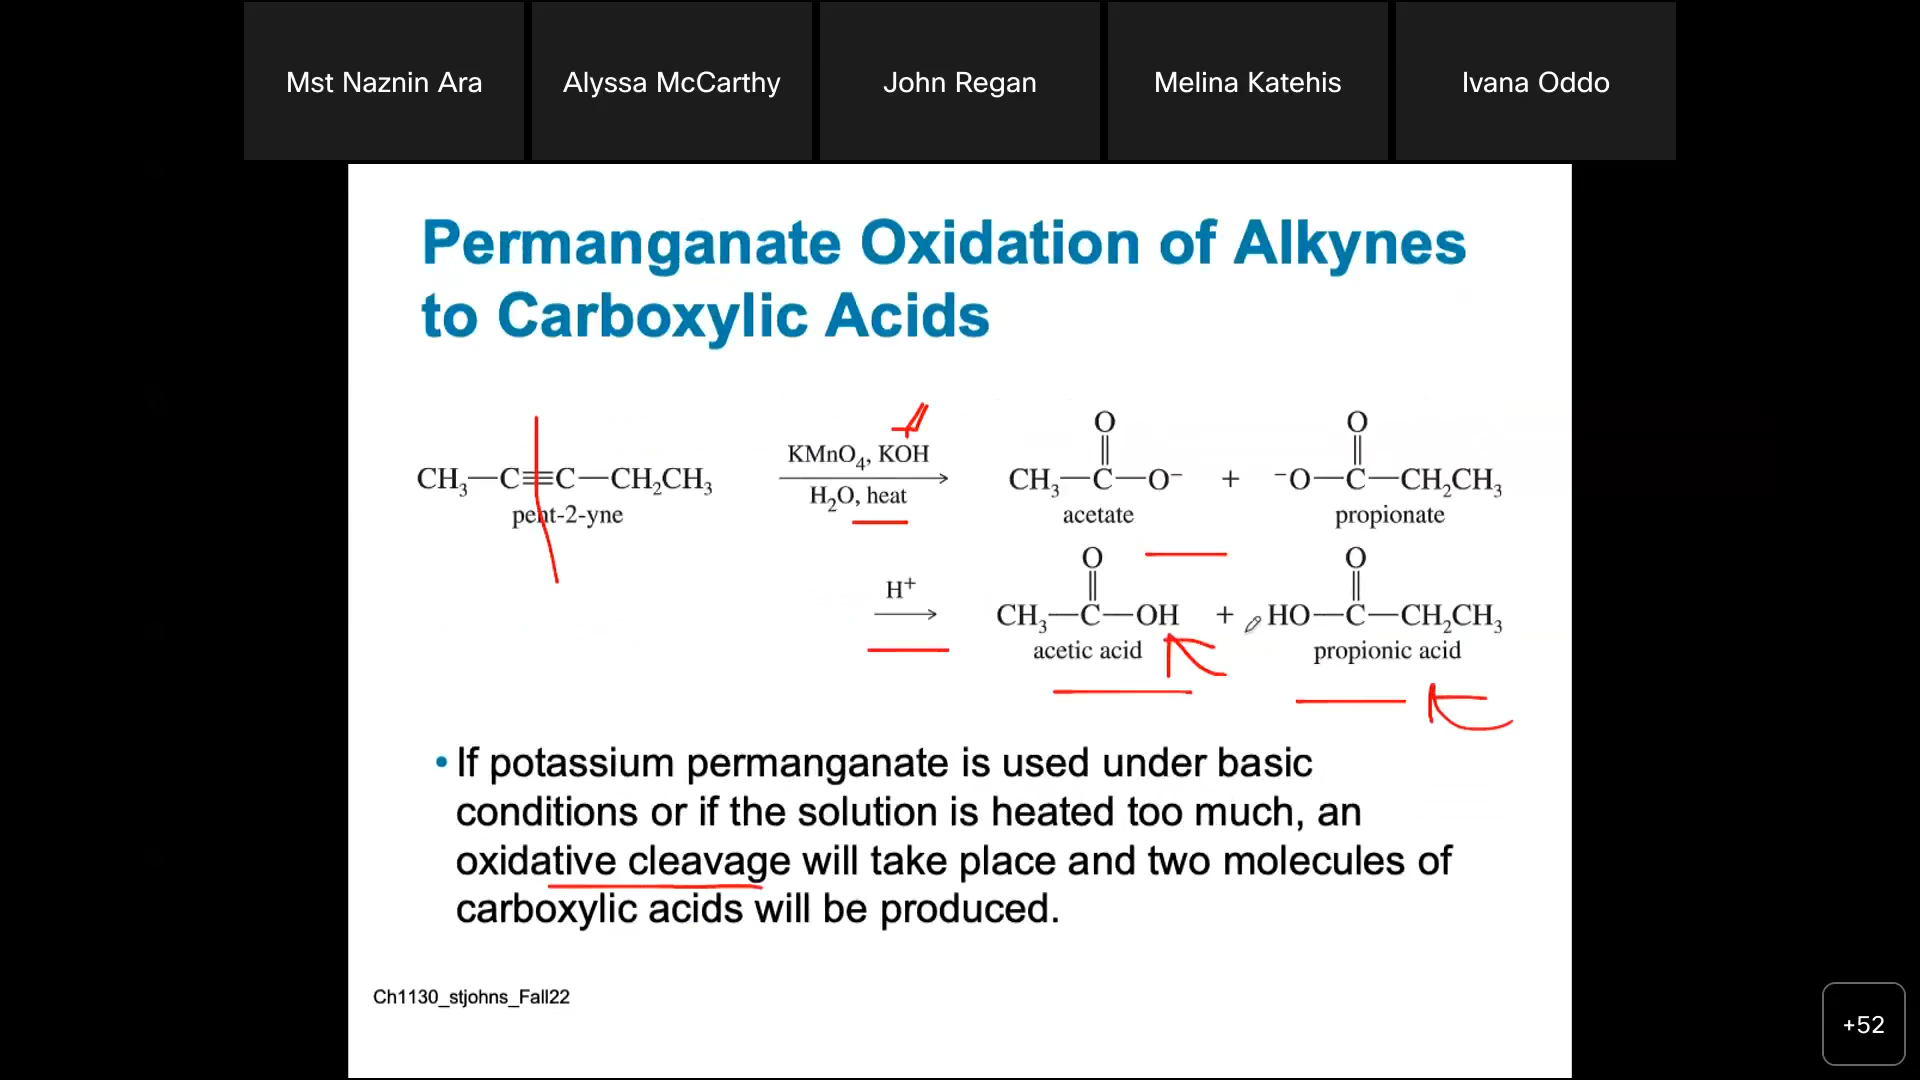 Mst Naznin Ara
Alyssa McCarthy
John Regan
Melina Katehis
Ivana Oddo
Permanganate Oxidation of Alkynes
to Carboxylic Acids
CH₃—C≡C—CH₂CH₃
pent-2-yne
KMnO₄, KOH
H₂O, heat
O
CH₃—C—O⁻ + ⁻O—C—CH₂CH₃
O
acetate
propionate
H⁺
O
CH₃—C—OH + HO—C—CH₂CH₃
O
acetic acid
propionic acid
• If potassium permanganate is used under basic
conditions or if the solution is heated too much, an
oxidative cleavage will take place and two molecules of
carboxylic acids will be produced.
Ch1130_stjohns_Fall22
+52